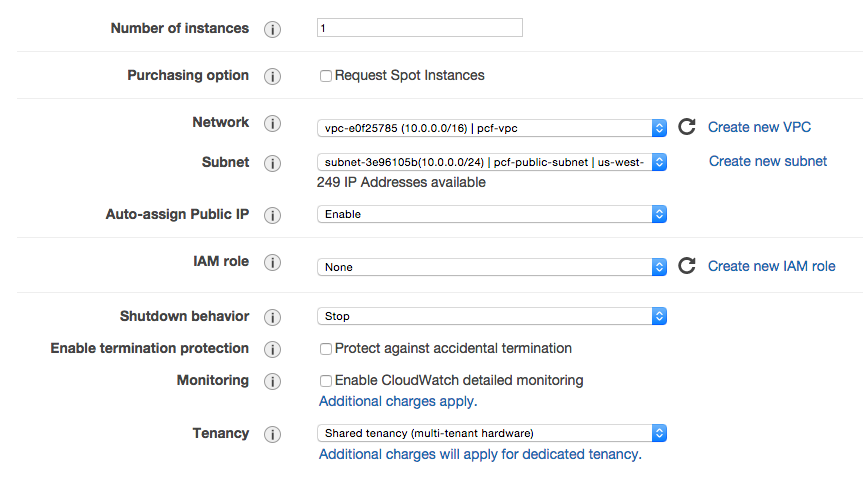 Number of instances i 1
Purchasing option i Request Spot Instances
Network i vpc-e0f25785 (10.0.0.0/16) | pcf-vpc Create new VPC
Subnet i subnet-3e96105b(10.0.0.0/24) | pcf-public-subnet | us-west- Create new subnet
249 IP Addresses available
Auto-assign Public IP i Enable
IAM role i None Create new IAM role
Shutdown behavior i Stop
Enable termination protection i Protect against accidental termination
Monitoring i Enable CloudWatch detailed monitoring
Additional charges apply.
Tenancy i Shared tenancy (multi-tenant hardware)
Additional charges will apply for dedicated tenancy.